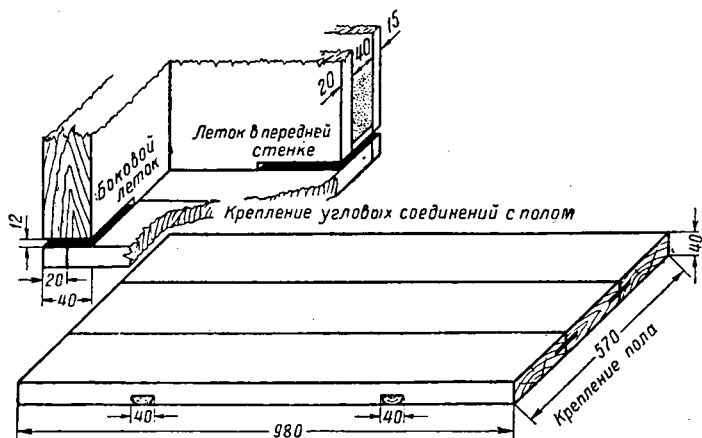 15
40
20
Леток в передней
стенке
Боковой
леток
12
Крепление угловых соединений с полом
20
40
40
570
Крепление пола
40
40
980